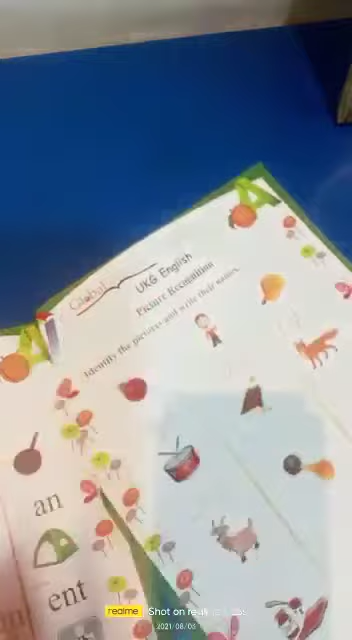 Global
UKG English
Picture Recognition
Identify the pictures and write their names.
an
ent
realme Shot on realme
2021/08/03